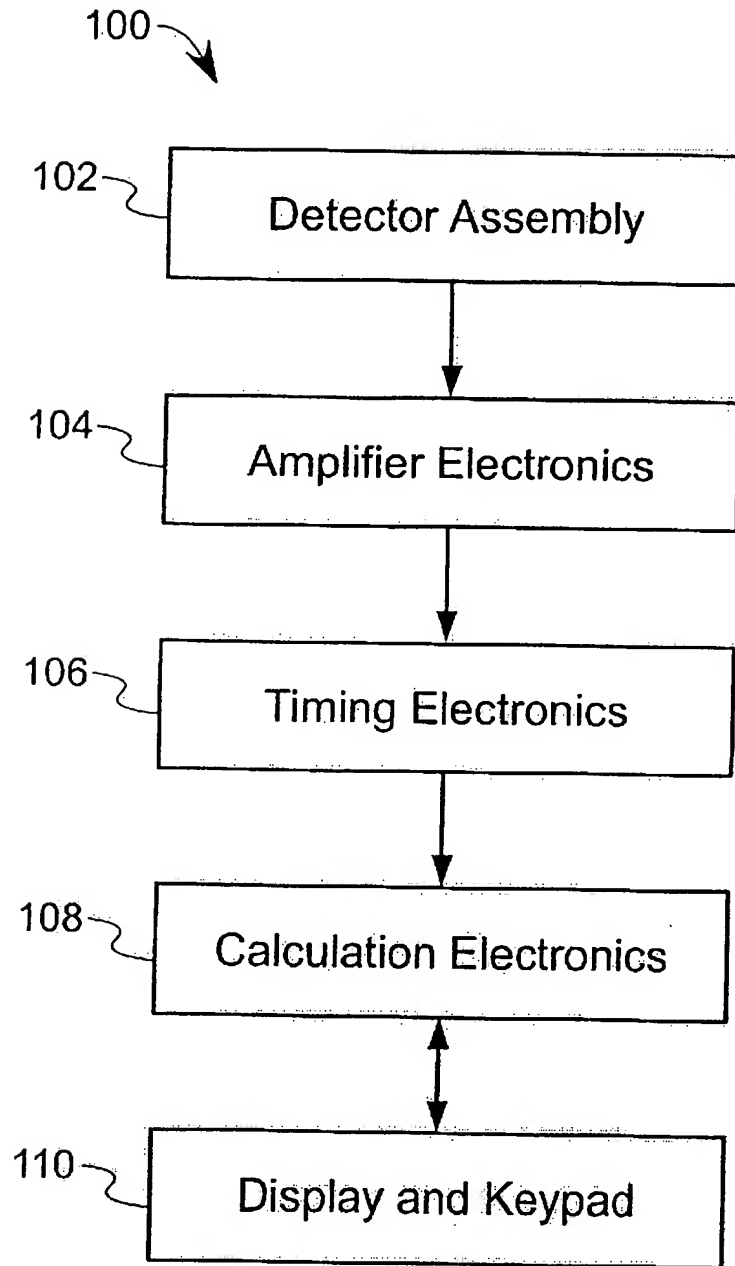 100
102
Detector Assembly
104
Amplifier Electronics
106
Timing Electronics
108
Calculation Electronics
110
Display and Keypad